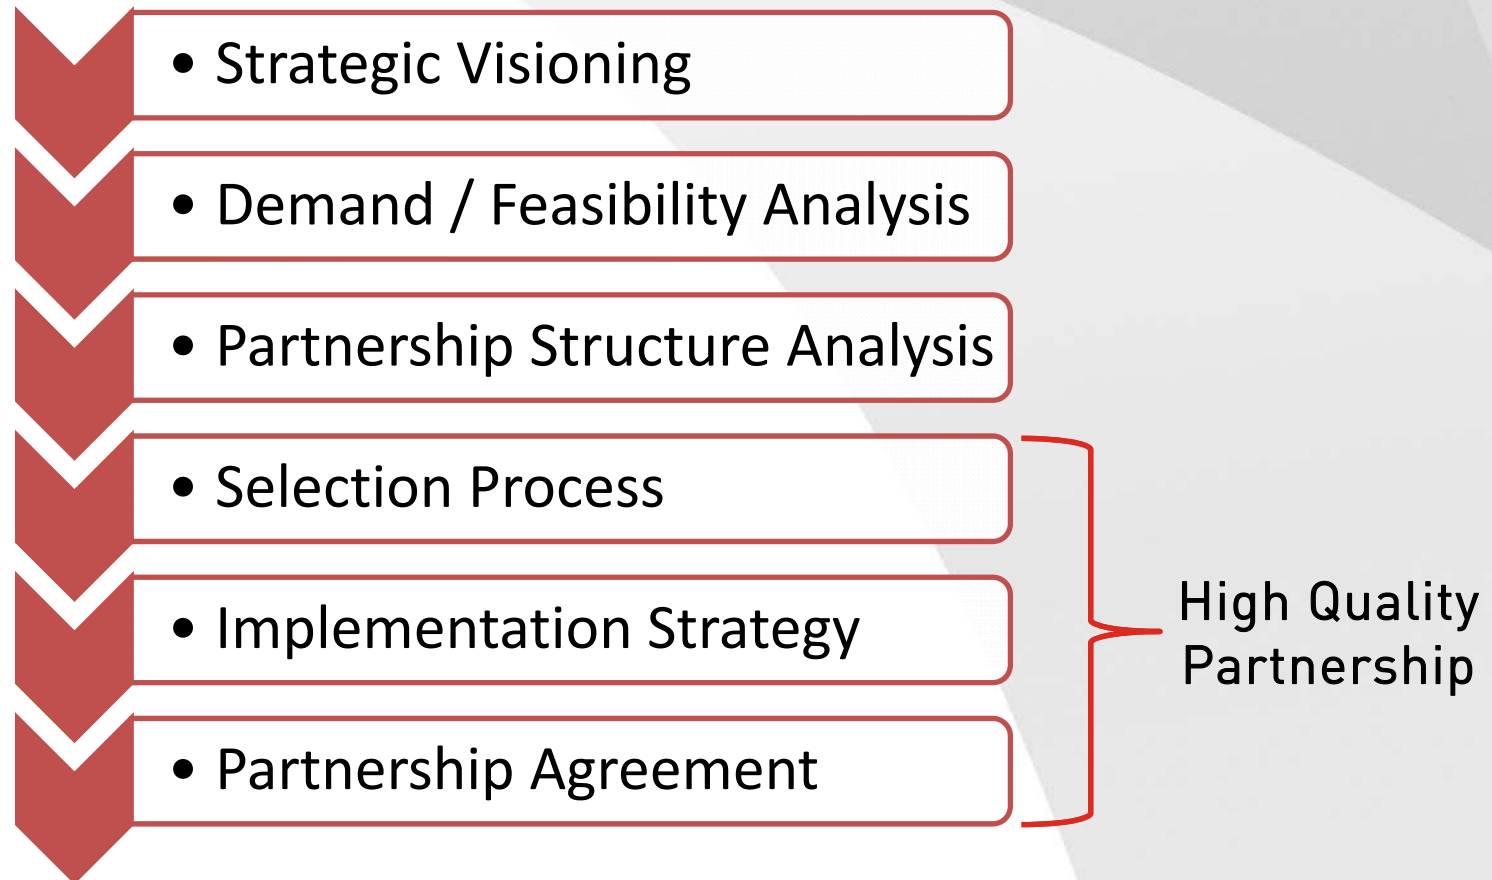 • Strategic Visioning
• Demand / Feasibility Analysis
• Partnership Structure Analysis
• Selection Process
• Implementation Strategy
• Partnership Agreement
High Quality
Partnership